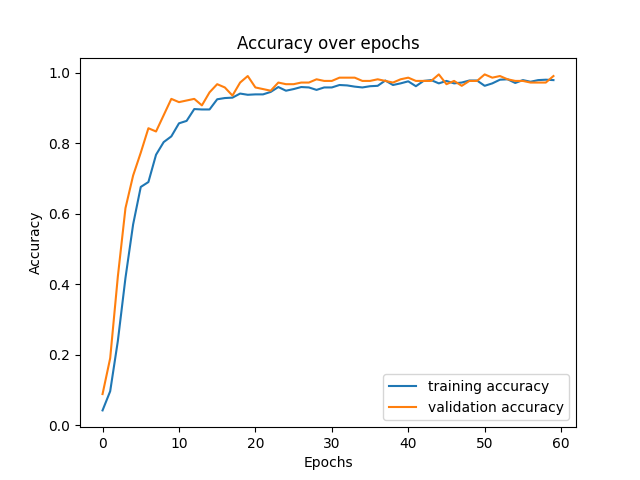 Accuracy over epochs
1.0
0.8
0.6
0.4
0.2
0.0
Accuracy
training accuracy
validation accuracy
0 10 20 30 40 50 60
Epochs